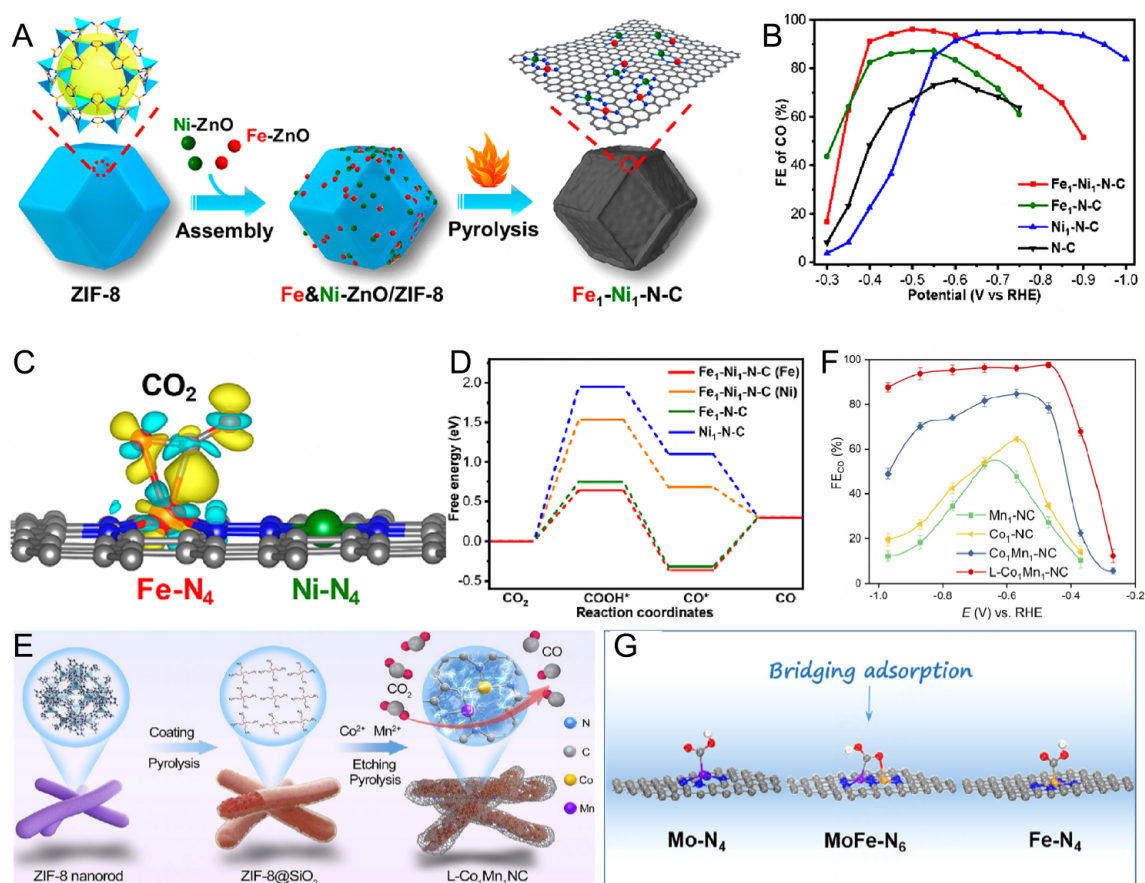 A
Ni-ZnO
Fe-ZnO
Assembly
Pyrolysis
ZIF-8
Fe&Ni-ZnO/ZIF-8
Fe₁-Ni₁-N-C
B
FE of CO (%)
100
80
60
40
20
0
Fe₁-Ni₁-N-C
Fe₁-N-C
Ni₁-N-C
N-C
-0.3 -0.4 -0.5 -0.6 -0.7 -0.8 -0.9 -1.0
Potential (V vs RHE)
C
CO₂
Fe-N₄
Ni-N₄
D
Free energy (eV)
2.0
1.5
1.0
0.5
0.0
-0.5
Fe₁-Ni₁-N-C (Fe)
Fe₁-Ni₁-N-C (Ni)
Fe₁-N-C
Ni₁-N-C
CO₂ COOH* CO* CO
Reaction coordinates
F
FE_CO (%)
100
80
60
40
20
0
Mn₁-NC
Co₁-NC
Co₁Mn₁-NC
L-Co₁Mn₁-NC
-1.0 -0.8 -0.6 -0.4 -0.2
E (V) vs. RHE
E
Coating
Pyrolysis
Co²⁺ Mn²⁺
Etching
Pyrolysis
CO₂
CO
N
C
Co
Mn
ZIF-8 nanorod
ZIF-8@SiO₂
L-Co₁Mn₁NC
G
Bridging adsorption
Mo-N₄
MoFe-N₆
Fe-N₄